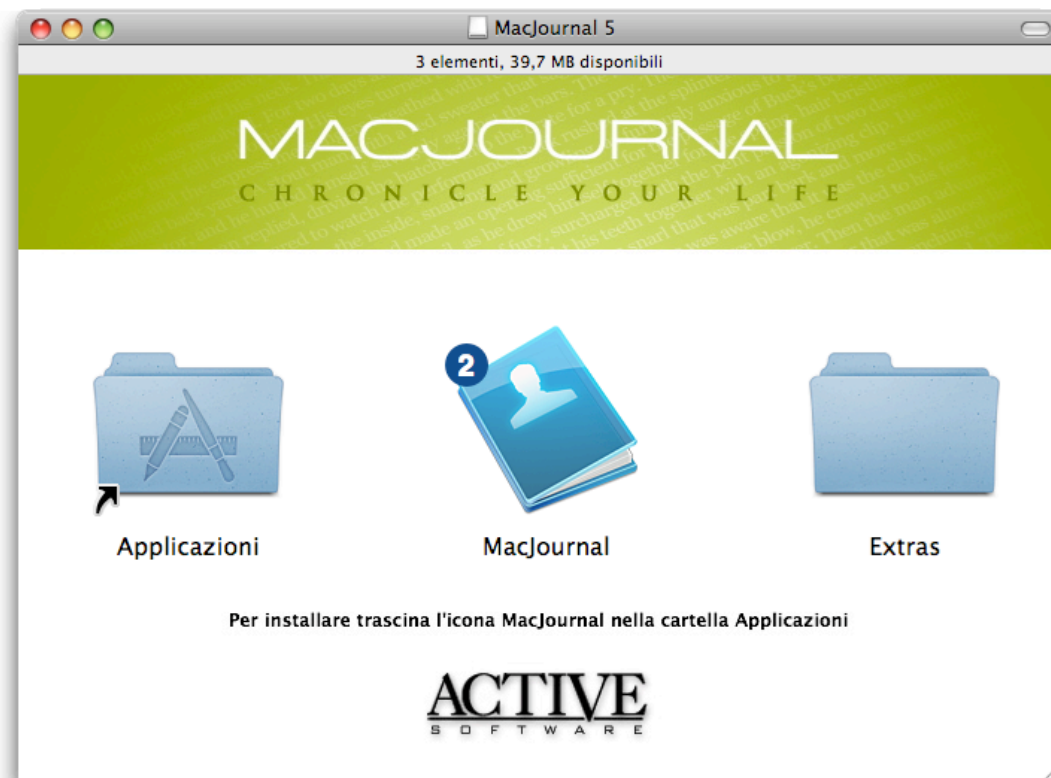 MacJournal 5
3 elementi, 39,7 MB disponibili
MACJOURNAL
CHRONICLE YOUR LIFE
2
Applicazioni
MacJournal
Extras
Per installare trascina l'icona MacJournal nella cartella Applicazioni
ACTIVE
SOFTWARE